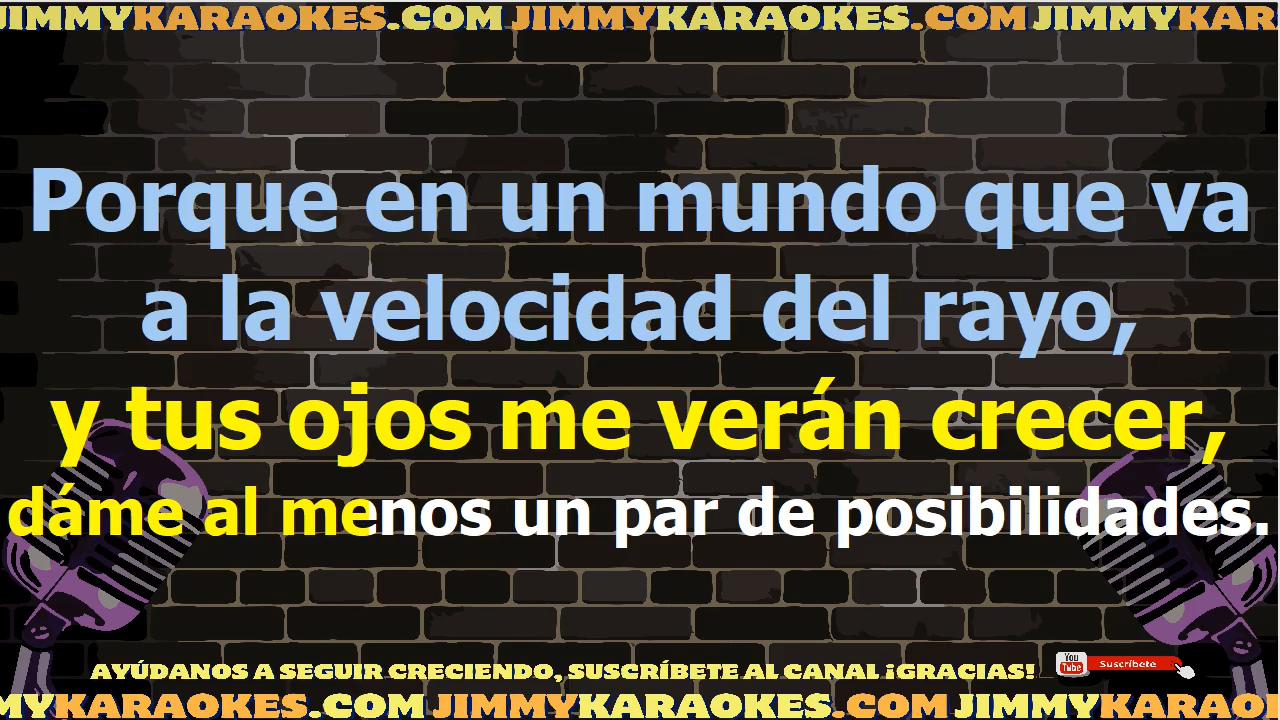 JIMMYKARAOKES.COM JIMMYKARAOKES.COM JIMMYKAR
Porque en un mundo que va
a la velocidad del rayo,
y tus ojos me verán crecer,
dáme al menos un par de posibilidades.
AYÚDANOS A SEGUIR CRECIENDO, SUSCRÍBETE AL CANAL ¡GRACIAS!
You Tube Suscríbete
MYKARAOKES.COM JIMMYKARAOKES.COM JIMMYKARAO